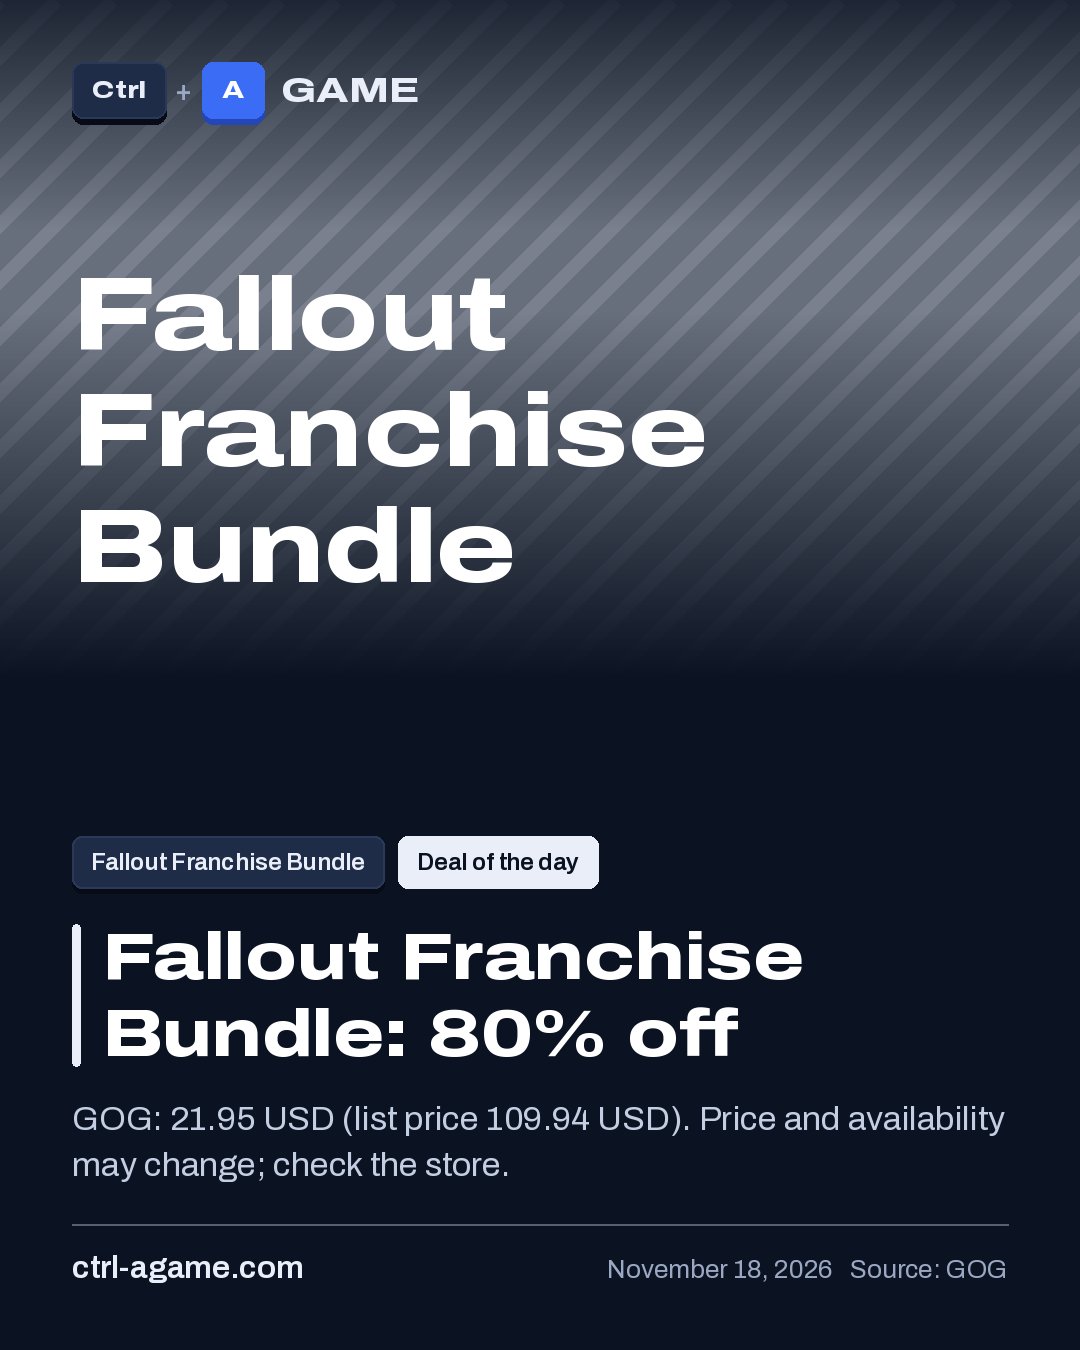 Ctrl + A GAME
Fallout
Franchise
Bundle
Fallout Franchise Bundle Deal of the day
Fallout Franchise
Bundle: 80% off
GOG: 21.95 USD (list price 109.94 USD). Price and availability
may change; check the store.
ctrl-agame.com November 18, 2026 Source: GOG